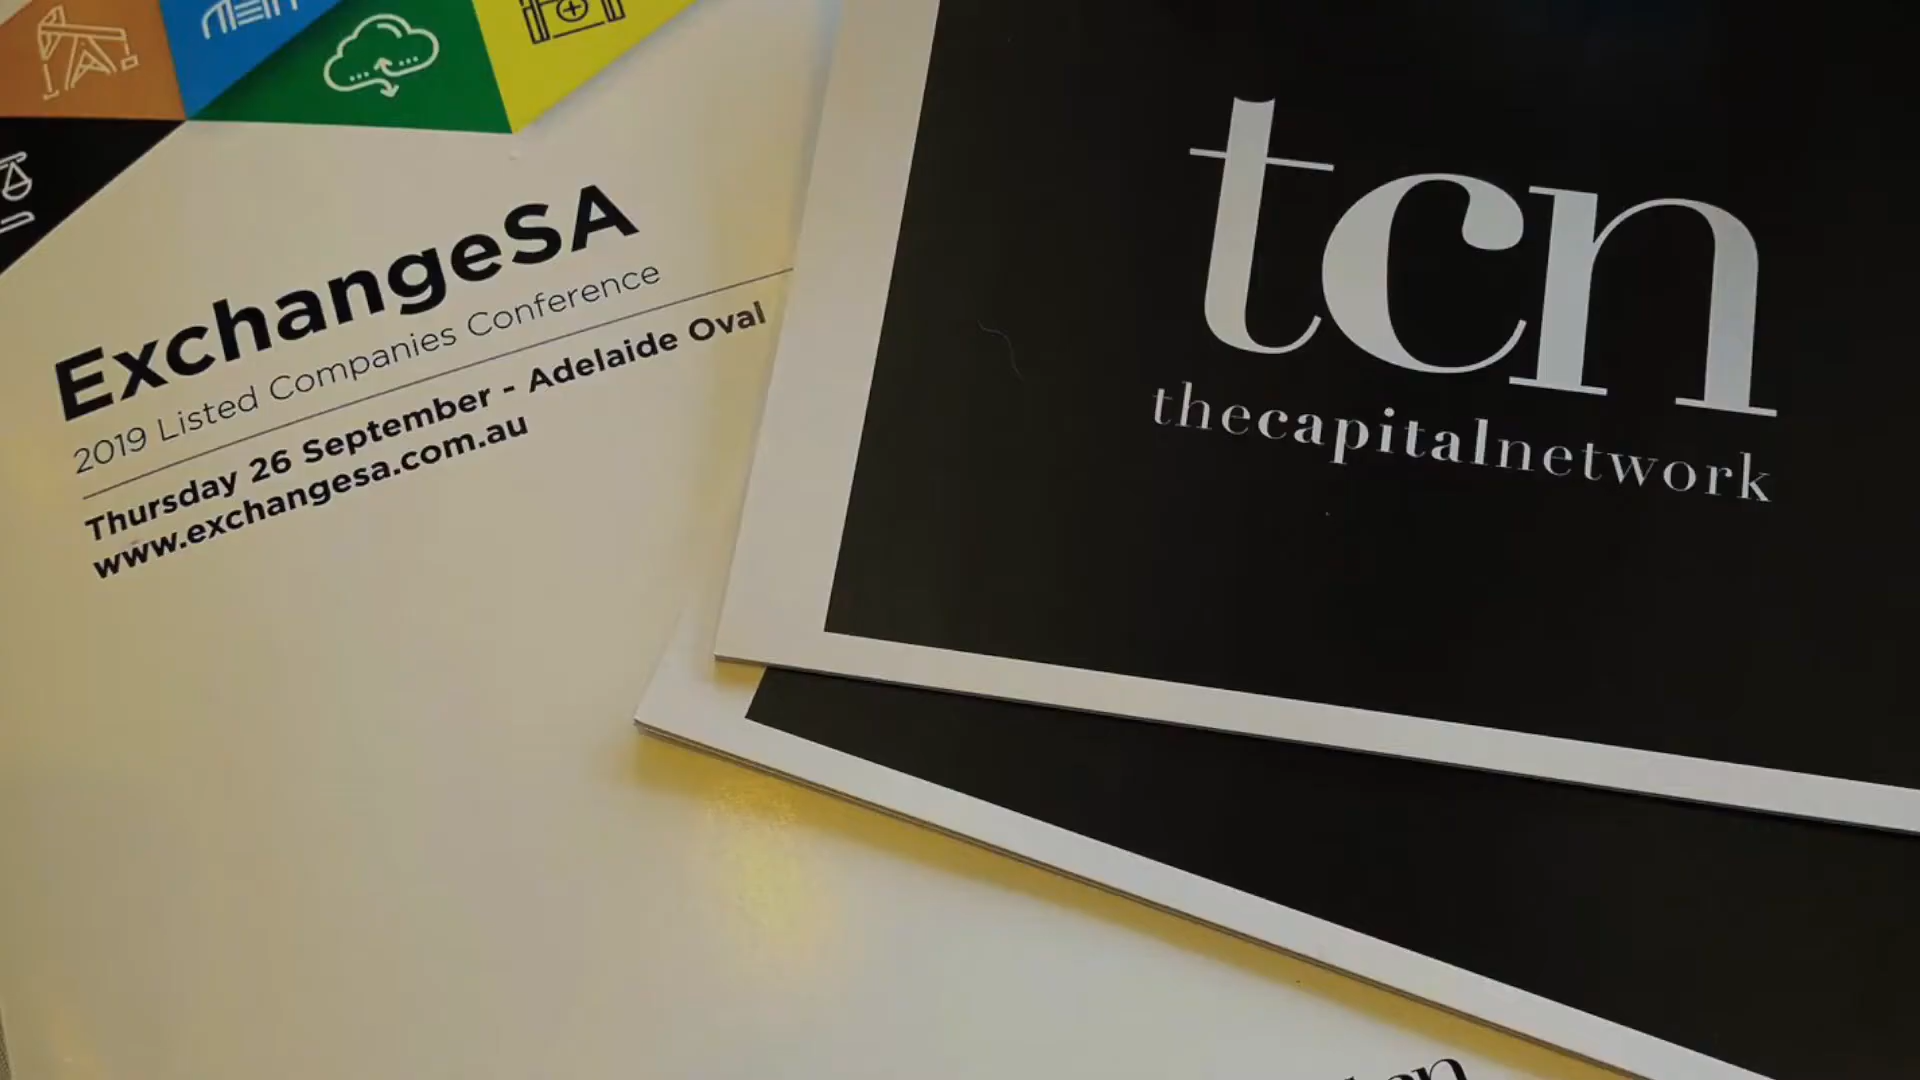 ExchangeSA
2019 Listed Companies Conference
Thursday 26 September - Adelaide Oval
www.exchangesa.com.au
tcn
thecapitalnetwork